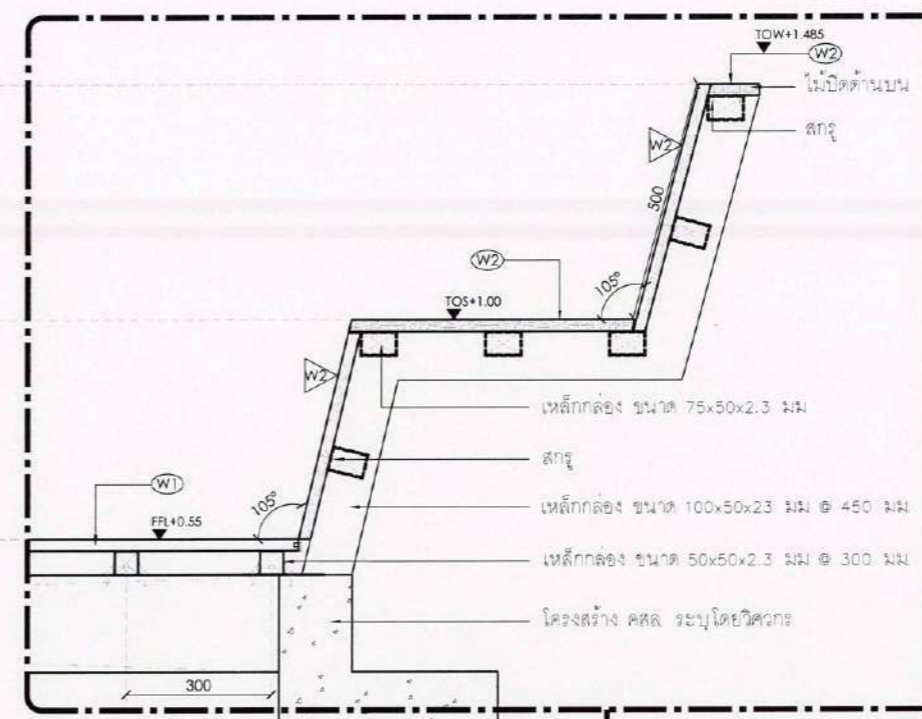 TOW+1.485
W2
ไม้ปิดด้านบน
สกรู
W2
500
W2
105°
TOS+1.00
W2
เหล็กกล่อง ขนาด 75x50x2.3 มม
สกรู
W1
105°
FFL+0.55
เหล็กกล่อง ขนาด 100x50x23 มม @ 450 มม
เหล็กกล่อง ขนาด 50x50x2.3 มม @ 300 มม
โครงสร้าง คสล ระบุโดยวิศวกร
300